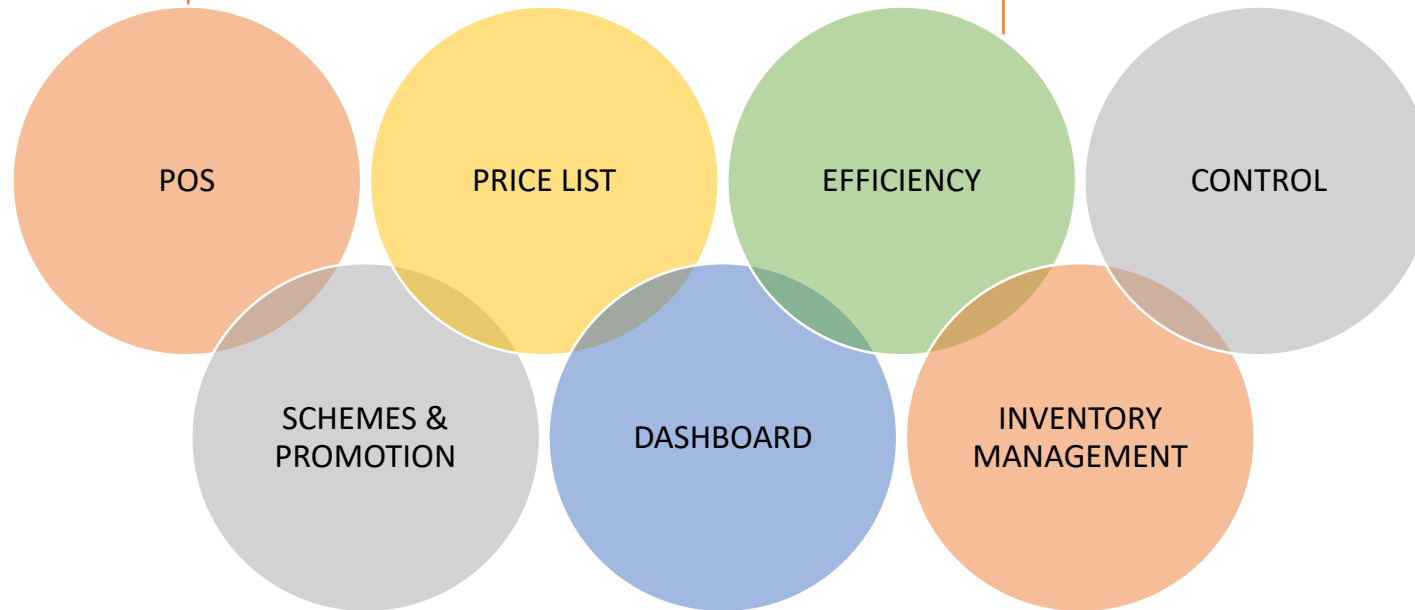 POS
PRICE LIST
EFFICIENCY
CONTROL
SCHEMES &
PROMOTION
DASHBOARD
INVENTORY
MANAGEMENT